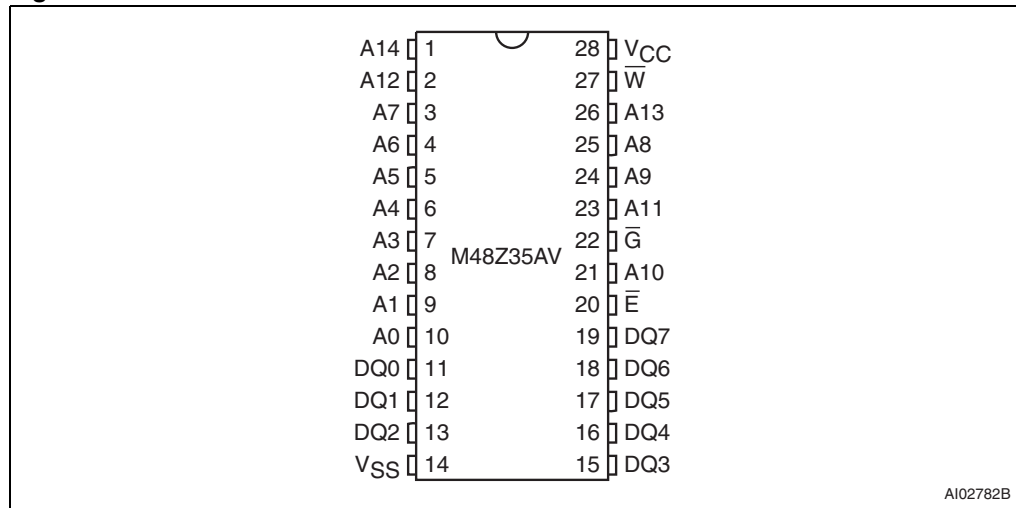 A14 1 28 V_CC
A12 2 27 W̅
A7 3 26 A13
A6 4 25 A8
A5 5 24 A9
A4 6 23 A11
A3 7 22 G̅
M48Z35AV
A2 8 21 A10
A1 9 20 E̅
A0 10 19 DQ7
DQ0 11 18 DQ6
DQ1 12 17 DQ5
DQ2 13 16 DQ4
V_SS 14 15 DQ3
AI02782B